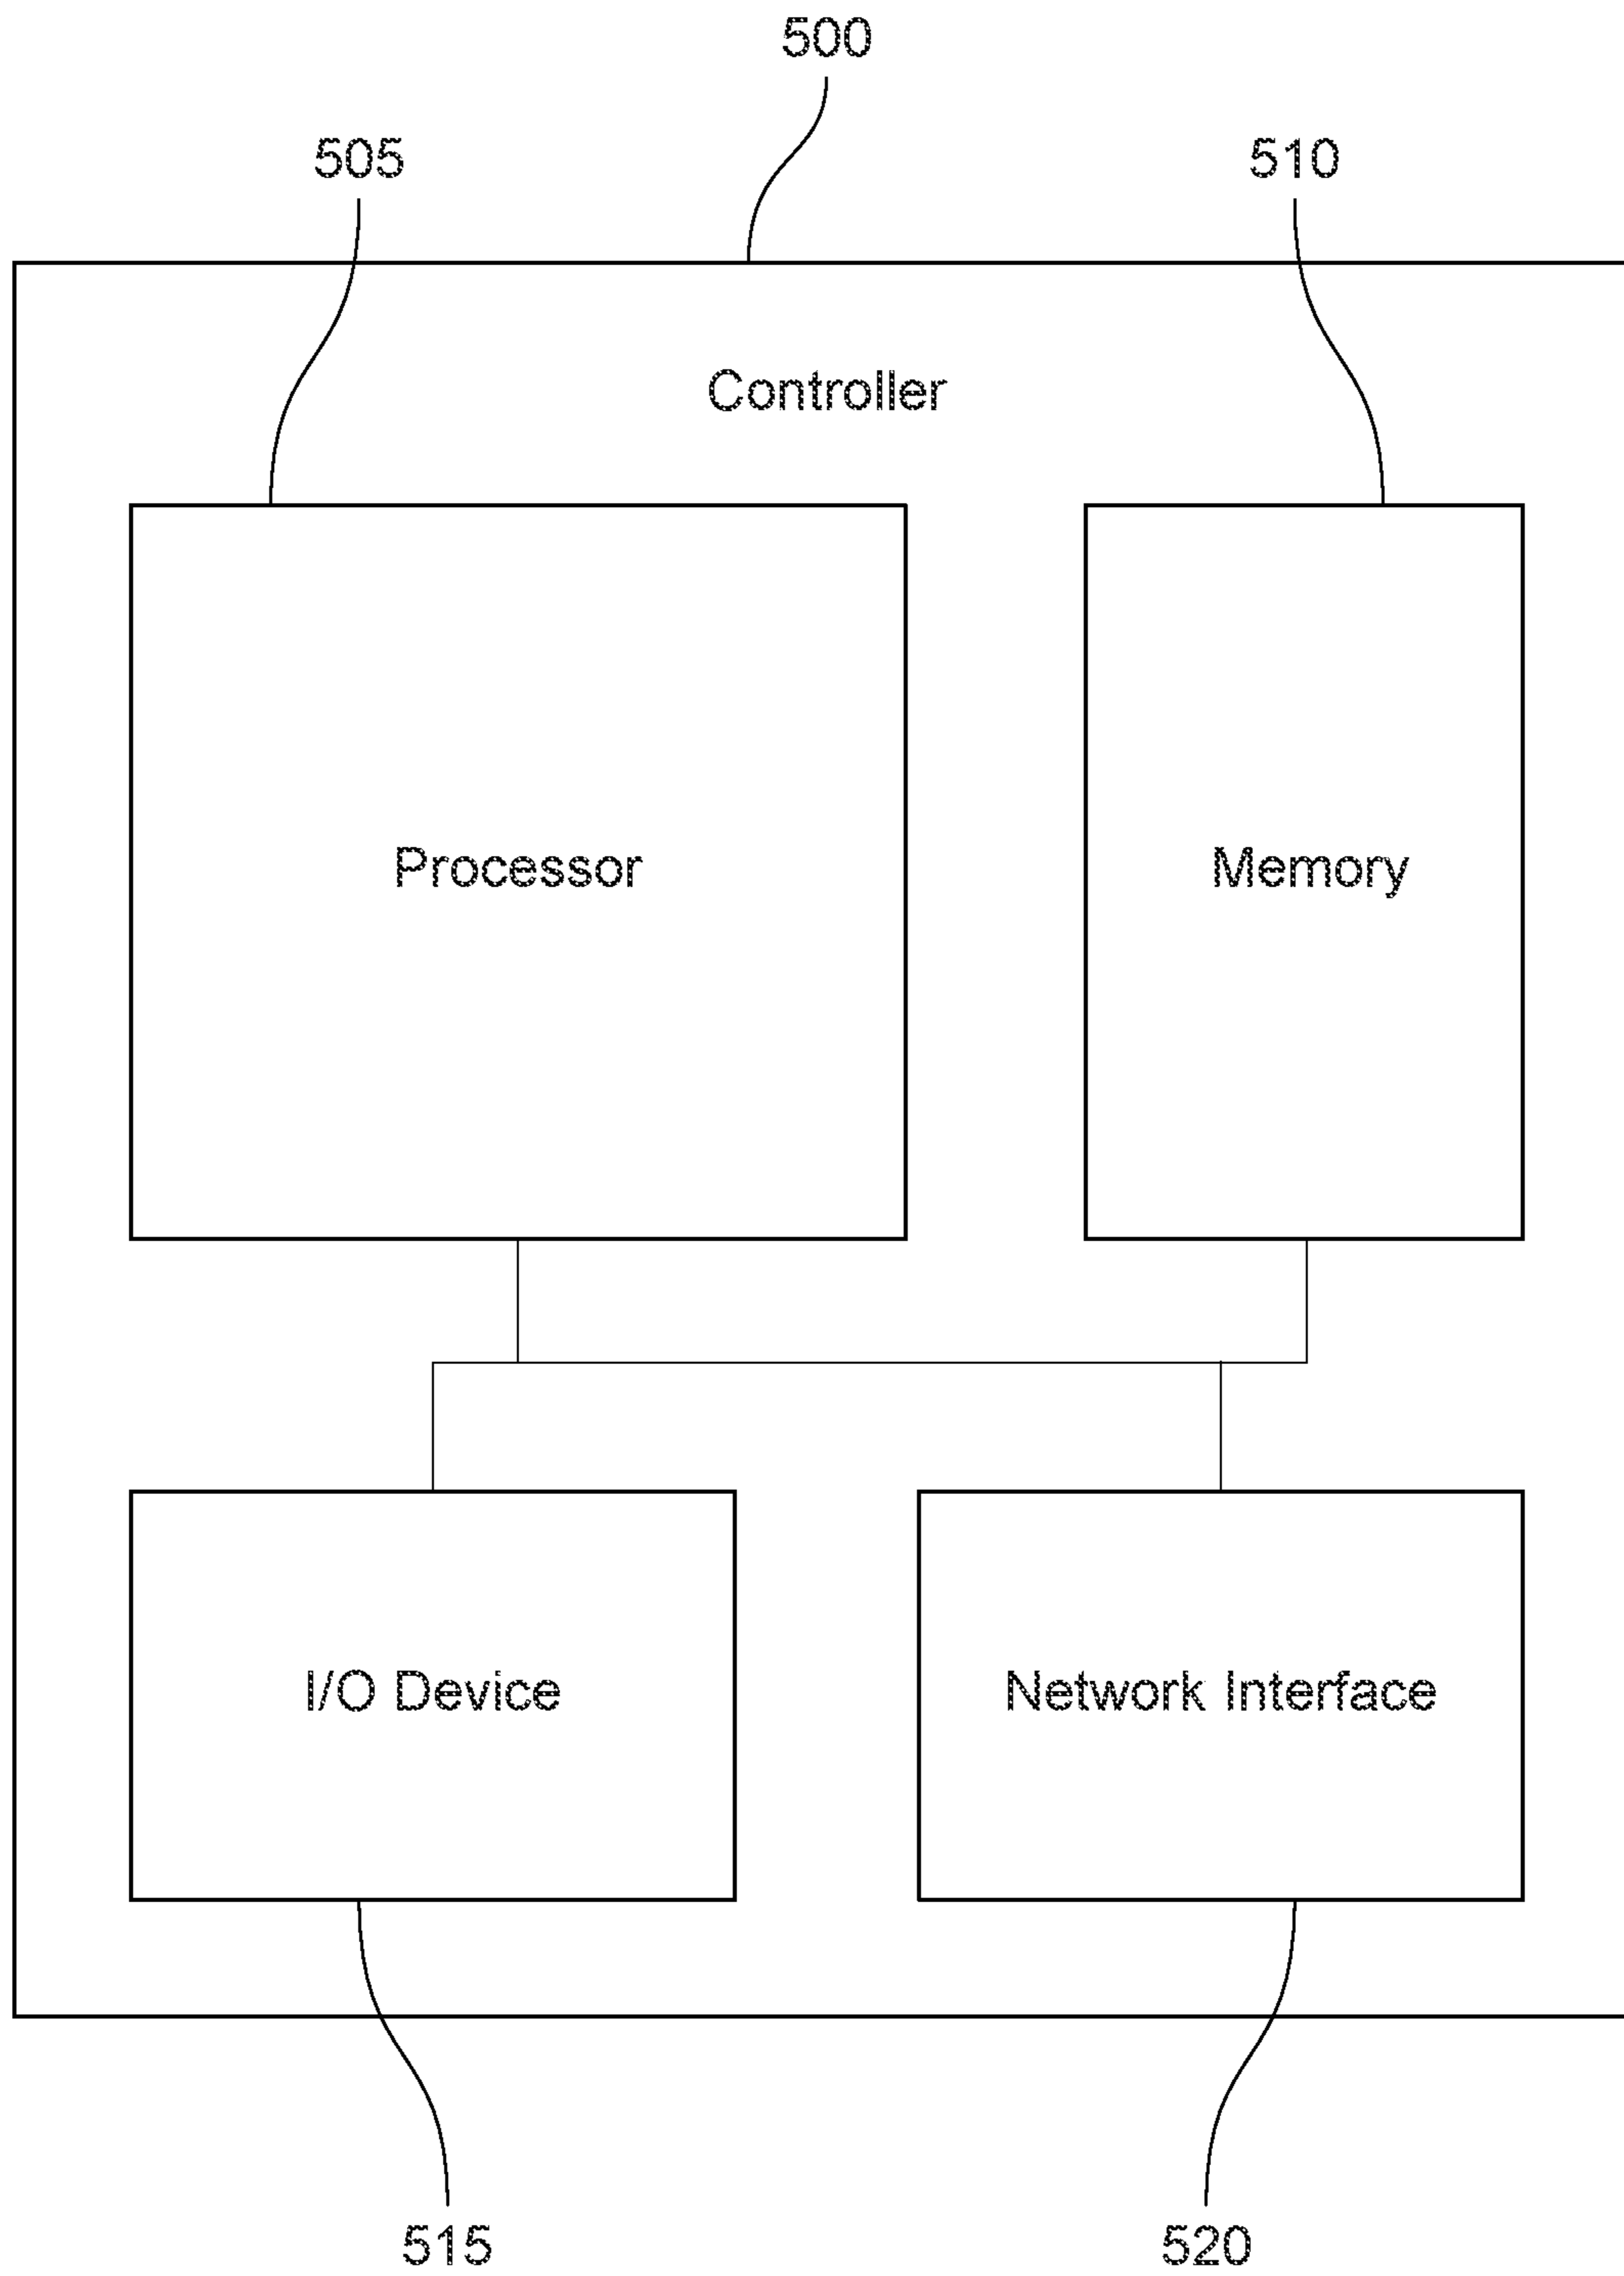 500
505
510
Controller
Processor
Memory
I/O Device
Network Interface
515
520